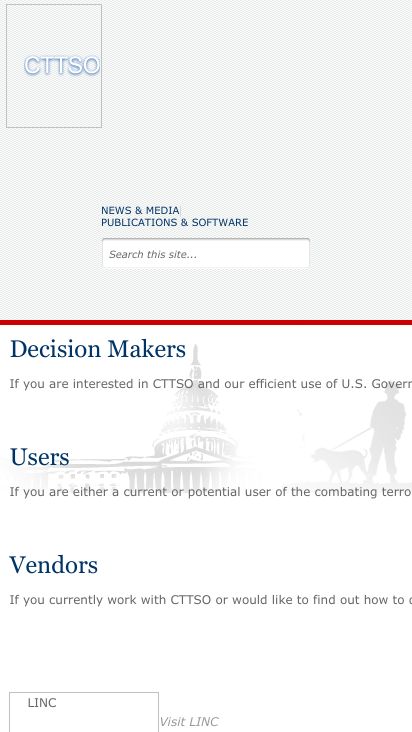 CTTSO
NEWS & MEDIA
PUBLICATIONS & SOFTWARE
Search this site...
Decision Makers
If you are interested in CTTSO and our efficient use of U.S. Govern
Users
If you are either a current or potential user of the combating terro
Vendors
If you currently work with CTTSO or would like to find out how to
LINC
Visit LINC